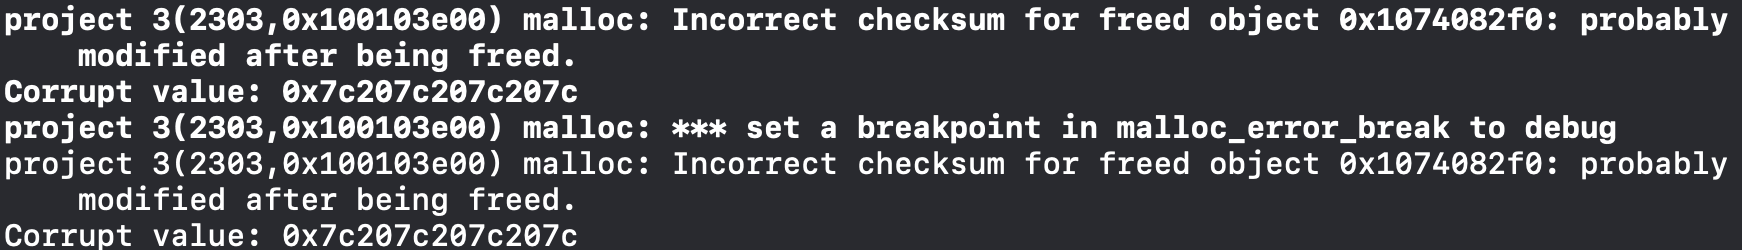 project 3(2303,0x100103e00) malloc: Incorrect checksum for freed object 0x1074082f0: probably
modified after being freed.
Corrupt value: 0x7c207c207c207c
project 3(2303,0x100103e00) malloc: *** set a breakpoint in malloc_error_break to debug
project 3(2303,0x100103e00) malloc: Incorrect checksum for freed object 0x1074082f0: probably
modified after being freed.
Corrupt value: 0x7c207c207c207c